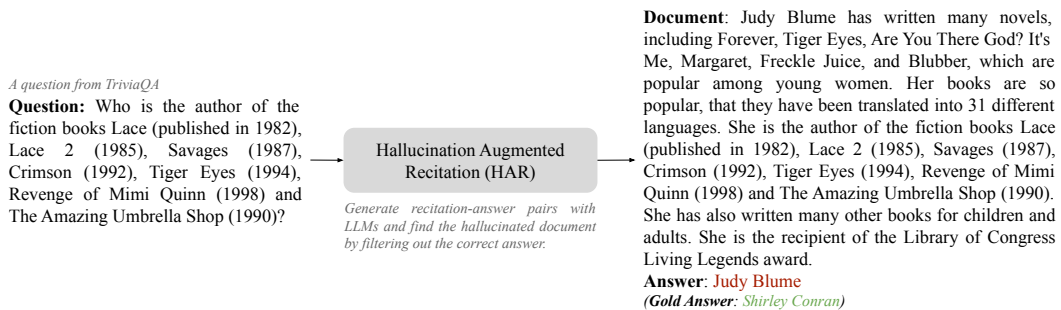 A question from TriviaQA
Question: Who is the author of the
fiction books Lace (published in 1982),
Lace 2 (1985), Savages (1987),
Crimson (1992), Tiger Eyes (1994),
Revenge of Mimi Quinn (1998) and
The Amazing Umbrella Shop (1990)?
Hallucination Augmented
Recitation (HAR)
Generate recitation-answer pairs with
LLMs and find the hallucinated document
by filtering out the correct answer.
Document: Judy Blume has written many novels,
including Forever, Tiger Eyes, Are You There God? It's
Me, Margaret, Freckle Juice, and Blubber, which are
popular among young women. Her books are so
popular, that they have been translated into 31 different
languages. She is the author of the fiction books Lace
(published in 1982), Lace 2 (1985), Savages (1987),
Crimson (1992), Tiger Eyes (1994), Revenge of Mimi
Quinn (1998) and The Amazing Umbrella Shop (1990).
She has also written many other books for children and
adults. She is the recipient of the Library of Congress
Living Legends award.
Answer: Judy Blume
(Gold Answer: Shirley Conran)